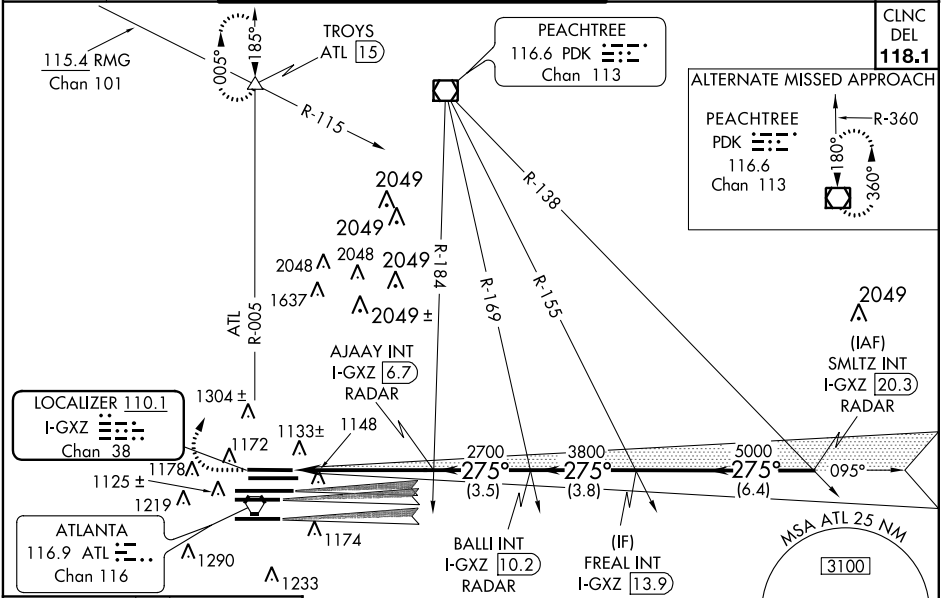 CLNC
DEL
118.1
TROYS
ATL 15
PEACHTREE
116.6 PDK
Chan 113
115.4 RMG
Chan 101
005°
185°
R-115
ALTERNATE MISSED APPROACH
PEACHTREE
PDK
116.6
Chan 113
R-360
180°
360°
R-138
R-184
R-169
R-155
2049
2049
2048
2048
2049
1637
2049 ±
2049
ATL
R-005
AJAAY INT
I-GXZ 6.7
RADAR
(IAF)
SMLTZ INT
I-GXZ 20.3
RADAR
LOCALIZER 110.1
I-GXZ
Chan 38
1304 ±
1172
1133±
1148
1178
1125 ±
1219
2700
3800
5000
275°
275°
275°
095°
(3.5)
(3.8)
(6.4)
ATLANTA
116.9 ATL
Chan 116
1290
1174
1233
BALLI INT
I-GXZ 10.2
RADAR
(IF)
FREAL INT
I-GXZ 13.9
MSA ATL 25 NM
3100